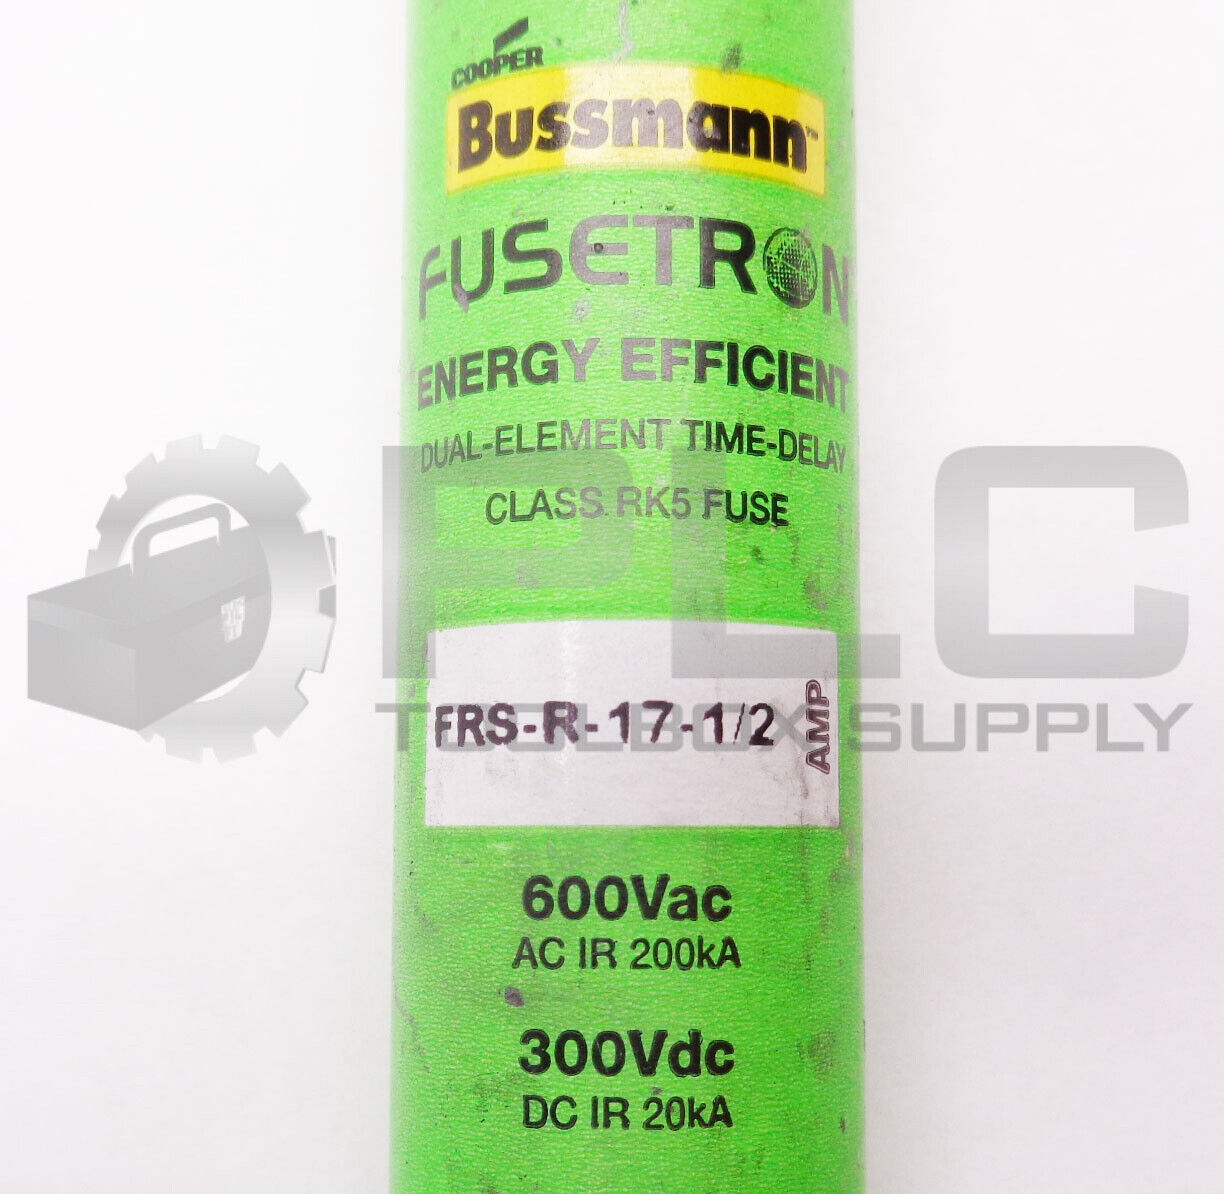 COOPER
Bussmann™
FUSETRON
ENERGY EFFICIENT
DUAL-ELEMENT TIME-DELAY
CLASS RK5 FUSE
PLC
FRS-R-17-1/2 AMP
TOOLBOX SUPPLY
600Vac
AC IR 200kA
300Vdc
DC IR 20kA